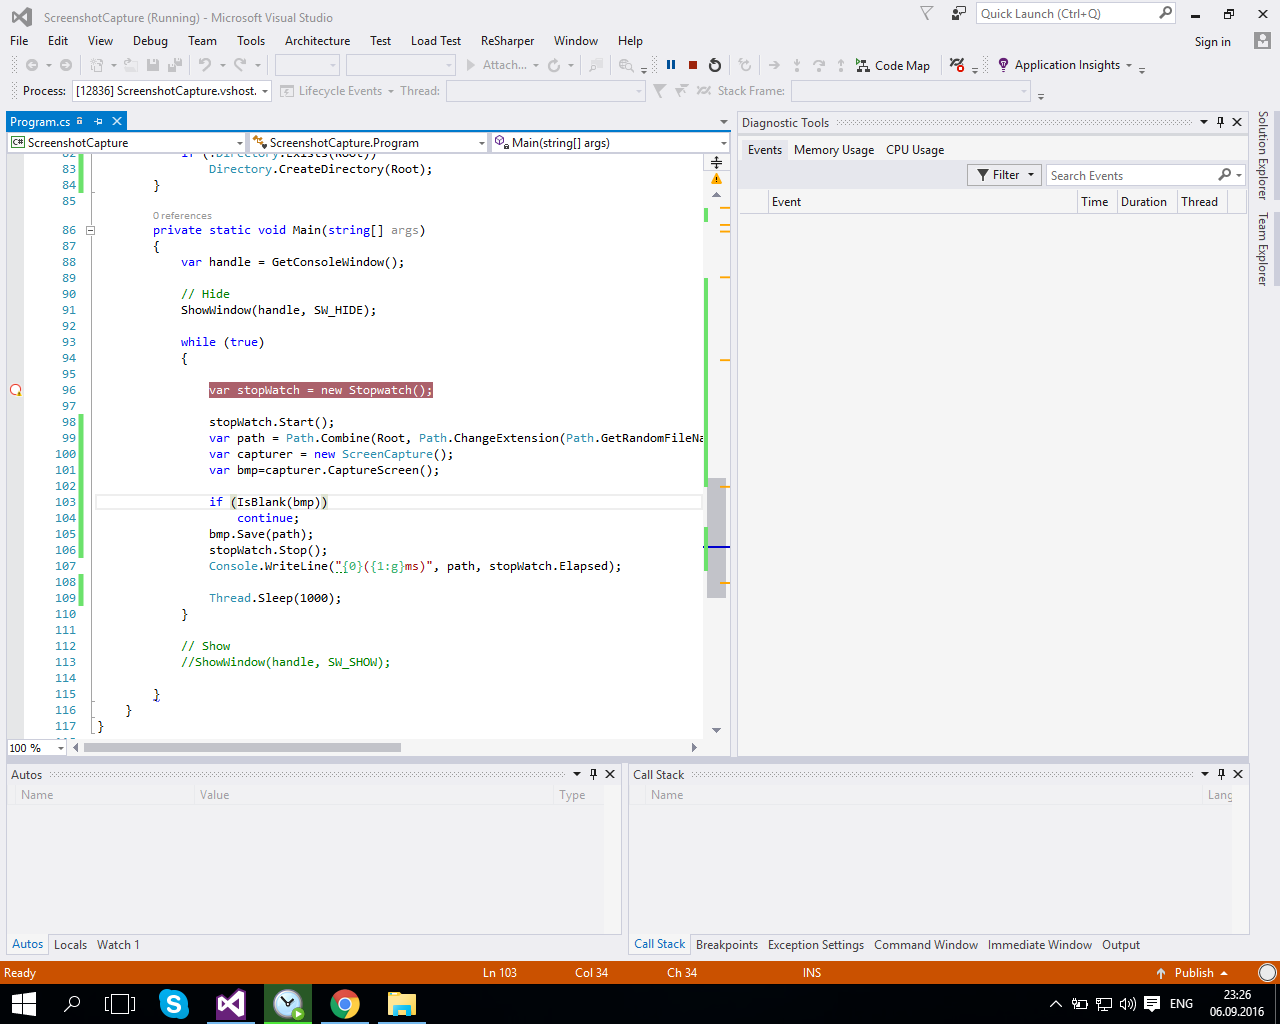 ScreenshotCapture (Running) - Microsoft Visual Studio
Quick Launch (Ctrl+Q)
File Edit View Debug Team Tools Architecture Test Load Test ReSharper Window Help
Sign in
Attach...
Code Map
Application Insights
Process: [12836] ScreenshotCapture.vshost. Lifecycle Events Thread: Stack Frame:
Program.cs
C# ScreenshotCapture ScreenshotCapture.Program Main(string[] args)
83 Directory.CreateDirectory(Root);
84 }
85
0 references
86 private static void Main(string[] args)
87 {
88 var handle = GetConsoleWindow();
89
90 // Hide
91 ShowWindow(handle, SW_HIDE);
92
93 while (true)
94 {
95
96 var stopWatch = new Stopwatch();
97
98 stopWatch.Start();
99 var path = Path.Combine(Root, Path.ChangeExtension(Path.GetRandomFileNa
100 var capturer = new ScreenCapture();
101 var bmp=capturer.CaptureScreen();
102
103 if (IsBlank(bmp))
104 continue;
105 bmp.Save(path);
106 stopWatch.Stop();
107 Console.WriteLine("{0}({1:g}ms)", path, stopWatch.Elapsed);
108
109 Thread.Sleep(1000);
110 }
111
112 // Show
113 //ShowWindow(handle, SW_SHOW);
114
115 }
116 }
117 }
100 %
Diagnostic Tools
Events Memory Usage CPU Usage
Filter Search Events
Event Time Duration Thread
Solution Explorer
Team Explorer
Autos
Name Value Type
Autos Locals Watch 1
Call Stack
Name Lang
Call Stack Breakpoints Exception Settings Command Window Immediate Window Output
Ready Ln 103 Col 34 Ch 34 INS Publish
ENG
23:26
06.09.2016